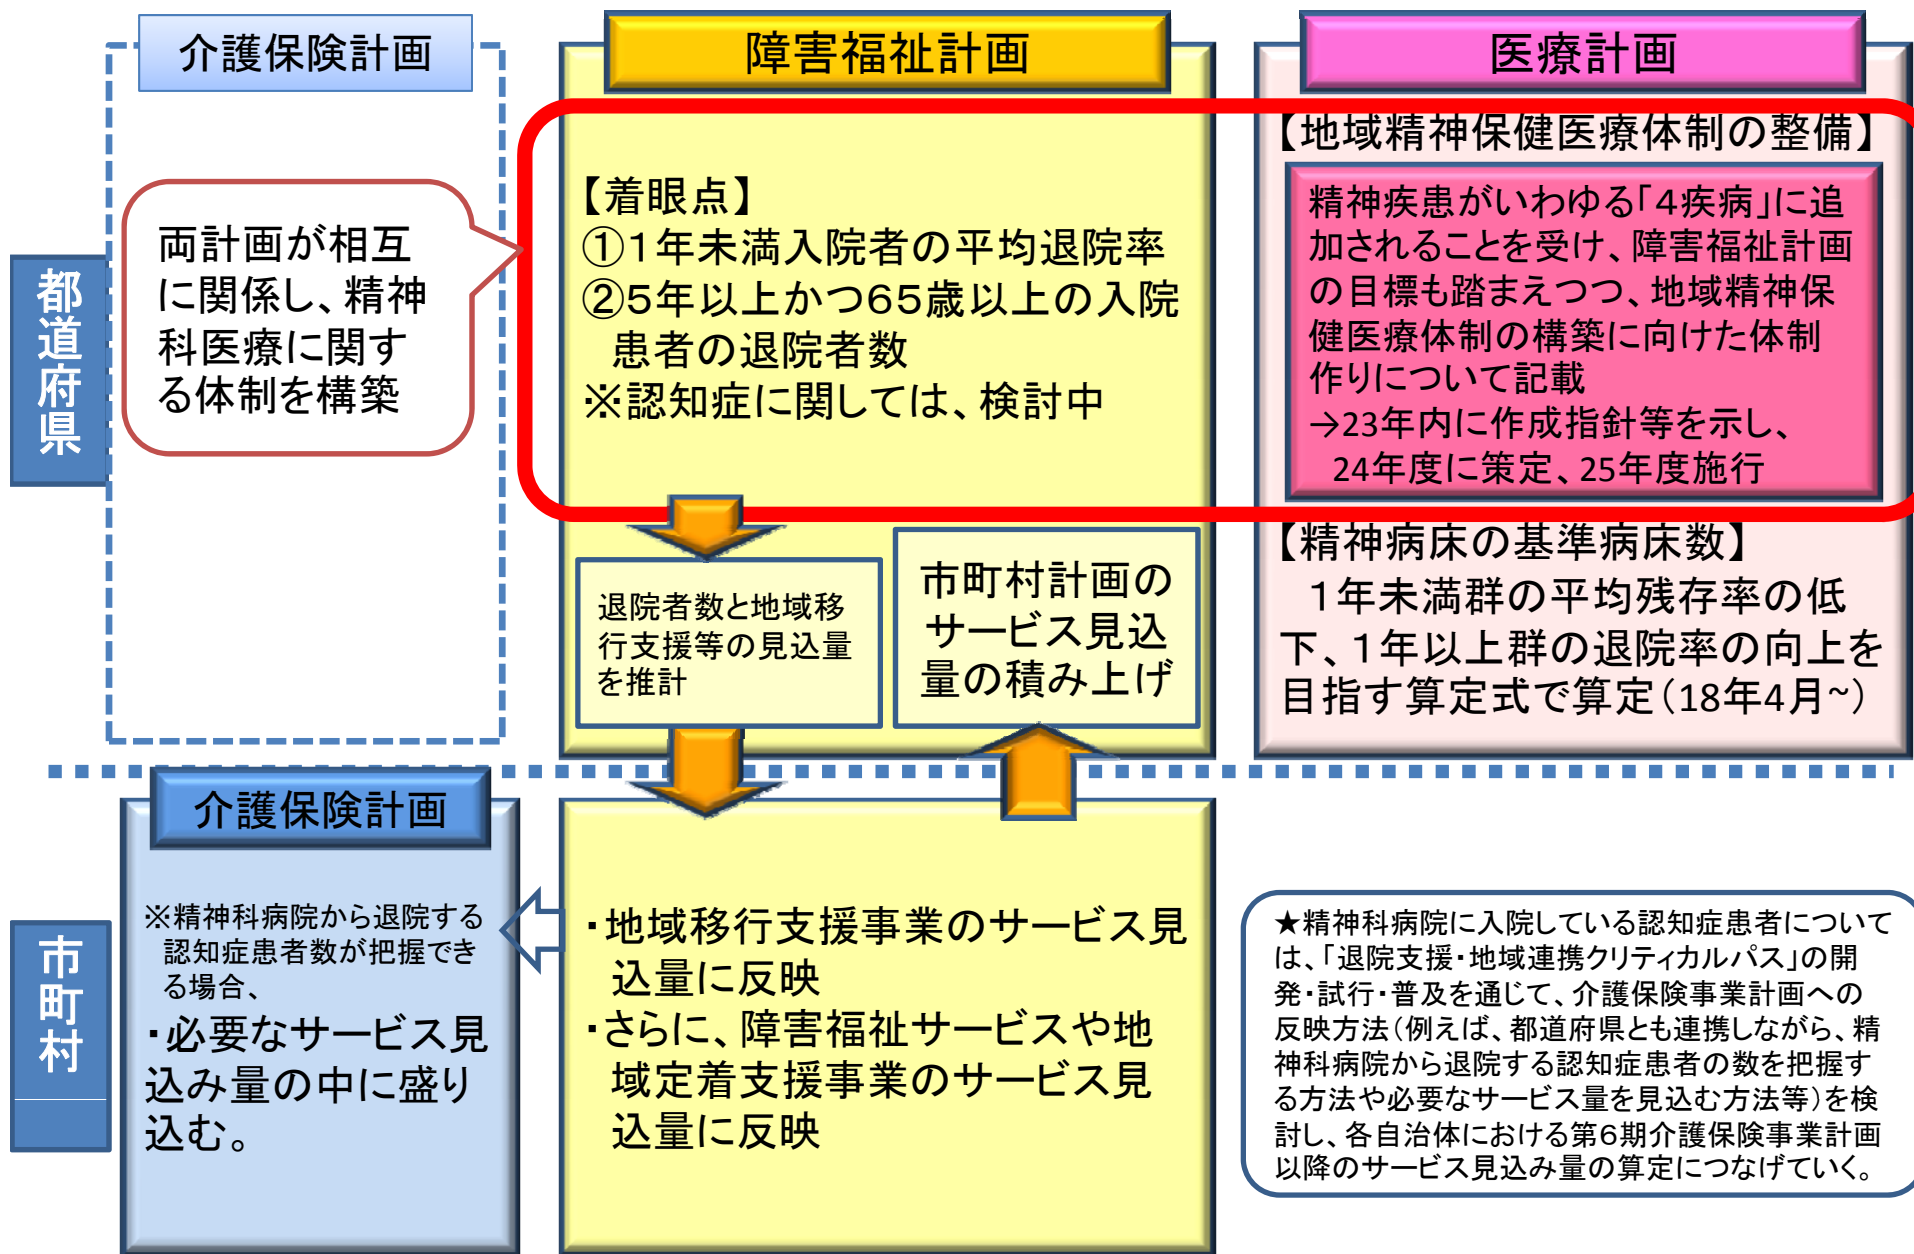 介護保険計画
障害福祉計画
医療計画
都道府県
両計画が相互
に関係し、精神
科医療に関す
る体制を構築
【着眼点】
①1年未満入院者の平均退院率
②5年以上かつ65歳以上の入院
患者の退院者数
※認知症に関しては、検討中
【地域精神保健医療体制の整備】
精神疾患がいわゆる「4疾病」に追
加されることを受け、障害福祉計画
の目標も踏まえつつ、地域精神保
健医療体制の構築に向けた体制
作りについて記載
→23年内に作成指針等を示し、
24年度に策定、25年度施行
退院者数と地域移
行支援等の見込量
を推計
市町村計画の
サービス見込
量の積み上げ
【精神病床の基準病床数】
1年未満群の平均残存率の低
下、1年以上群の退院率の向上を
目指す算定式で算定(18年4月~)
市町村
介護保険計画
※精神科病院から退院する
認知症患者数が把握でき
る場合、
・必要なサービス見
込み量の中に盛り
込む。
・地域移行支援事業のサービス見
込量に反映
・さらに、障害福祉サービスや地
域定着支援事業のサービス見
込量に反映
★精神科病院に入院している認知症患者について
は、「退院支援・地域連携クリティカルパス」の開
発・試行・普及を通じて、介護保険事業計画への
反映方法(例えば、都道府県とも連携しながら、精
神科病院から退院する認知症患者の数を把握す
る方法や必要なサービス量を見込む方法等)を検
討し、各自治体における第6期介護保険事業計画
以降のサービス見込み量の算定につなげていく。